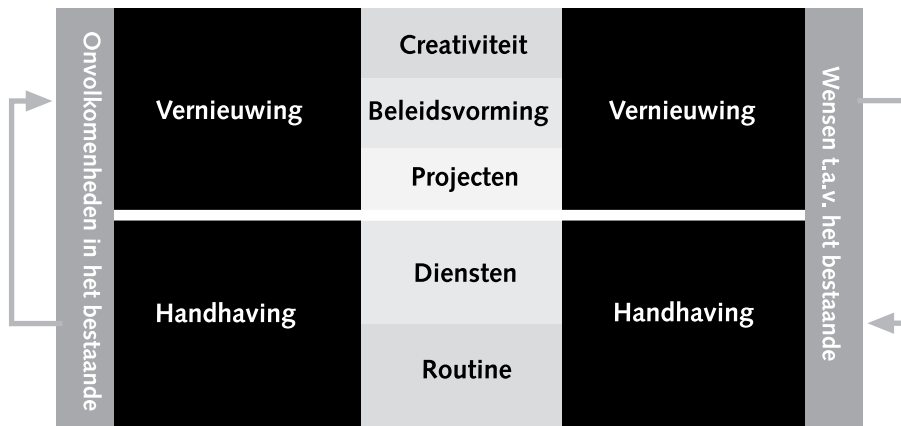 Onvolkomenheden in het bestaande
Vernieuwing
Handhaving
Creativiteit
Beleidsvorming
Projecten
Diensten
Routine
Vernieuwing
Handhaving
Wensen t.a.v. het bestaande